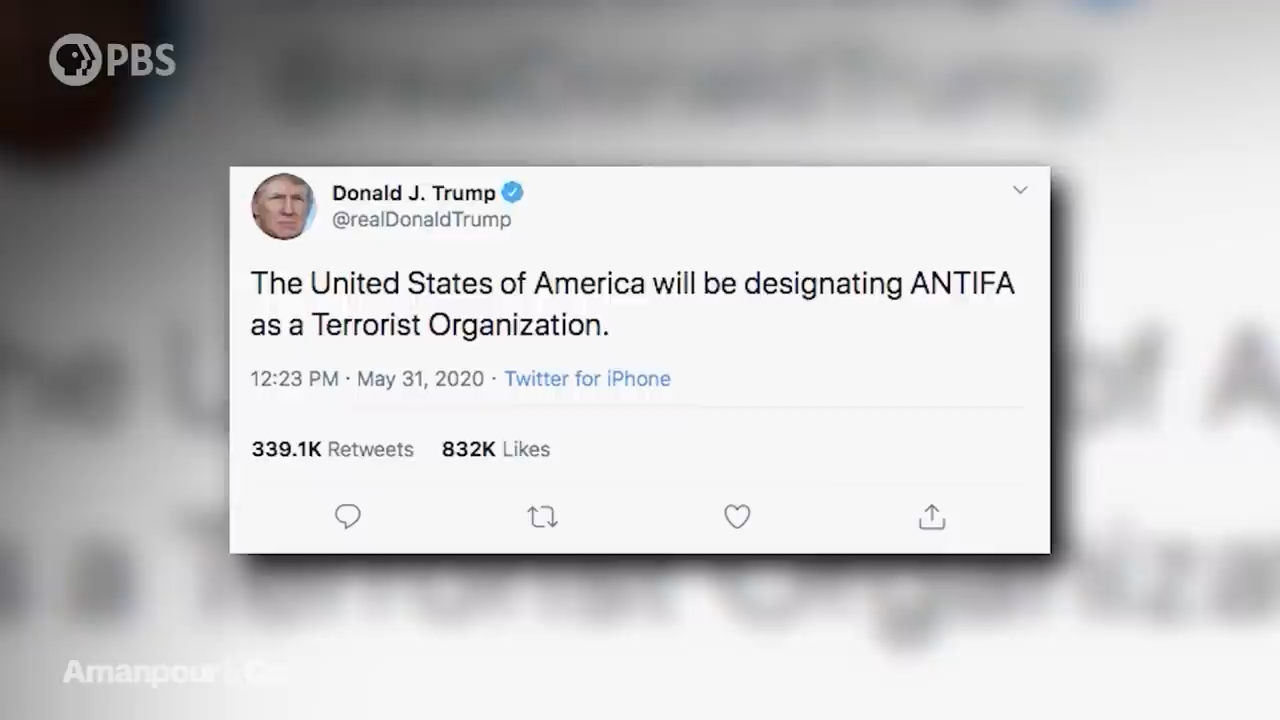 PBS
Donald J. Trump
@realDonaldTrump
The United States of America will be designating ANTIFA
as a Terrorist Organization.
12:23 PM · May 31, 2020 · Twitter for iPhone
339.1K Retweets 832K Likes
Amanpour